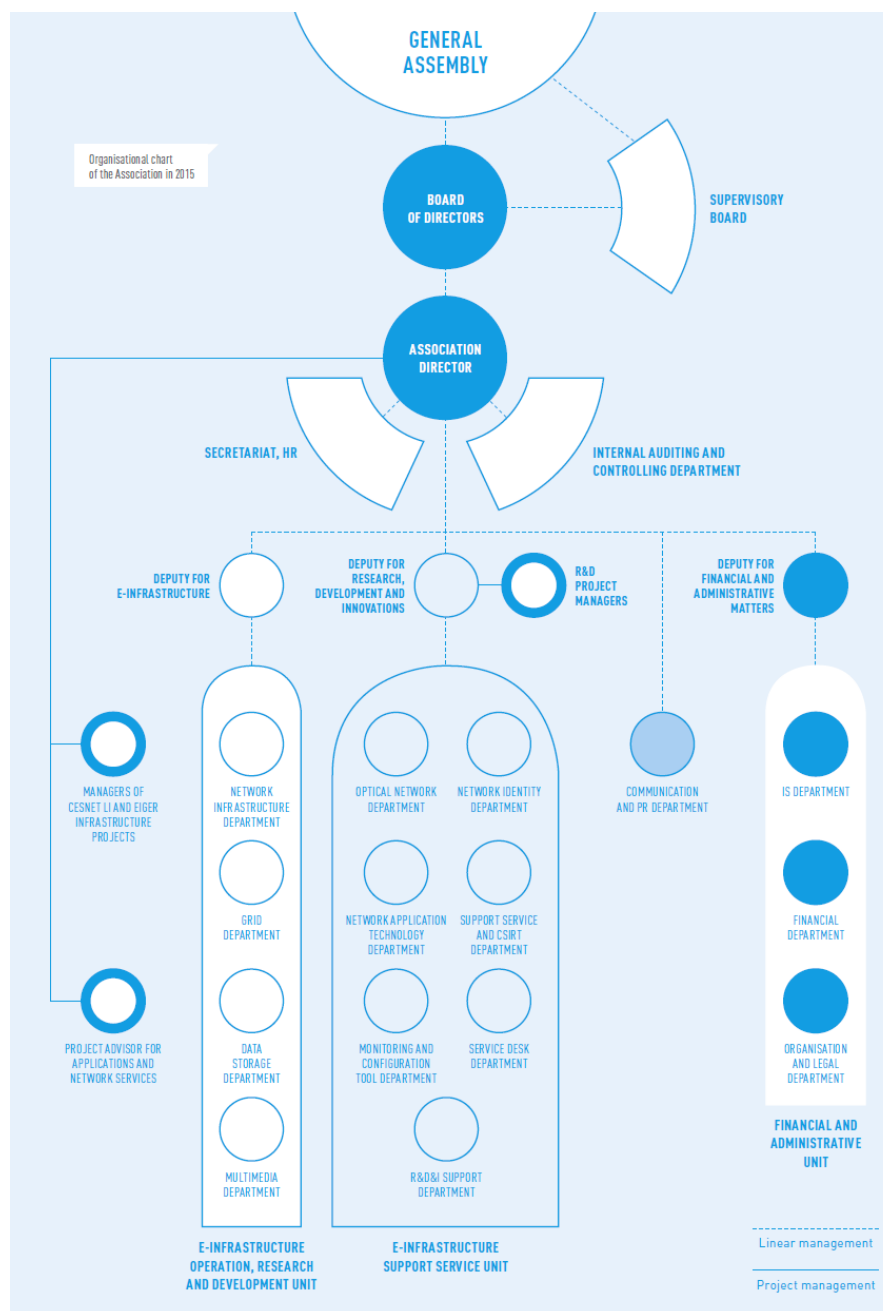 GENERAL
ASSEMBLY
Organisational chart
of the Association in 2015
BOARD
OF DIRECTORS
SUPERVISORY
BOARD
ASSOCIATION
DIRECTOR
SECRETARIAT, HR
INTERNAL AUDITING AND
CONTROLLING DEPARTMENT
DEPUTY FOR
E-INFRASTRUCTURE
DEPUTY FOR
RESEARCH,
DEVELOPMENT AND
INNOVATIONS
R&D
PROJECT
MANAGERS
DEPUTY FOR
FINANCIAL AND
ADMINISTRATIVE
MATTERS
MANAGERS OF
CESNET LI AND EIGER
INFRASTRUCTURE
PROJECTS
NETWORK
INFRASTRUCTURE
DEPARTMENT
OPTICAL NETWORK
DEPARTMENT
NETWORK IDENTITY
DEPARTMENT
COMMUNICATION
AND PR DEPARTMENT
IS DEPARTMENT
GRID
DEPARTMENT
NETWORK APPLICATION
TECHNOLOGY
DEPARTMENT
SUPPORT SERVICE
AND CSIRT
DEPARTMENT
FINANCIAL
DEPARTMENT
PROJECT ADVISOR FOR
APPLICATIONS AND
NETWORK SERVICES
DATA
STORAGE
DEPARTMENT
MONITORING AND
CONFIGURATION
TOOL DEPARTMENT
SERVICE DESK
DEPARTMENT
ORGANISATION
AND LEGAL
DEPARTMENT
MULTIMEDIA
DEPARTMENT
R&D&I SUPPORT
DEPARTMENT
FINANCIAL AND
ADMINISTRATIVE
UNIT
E-INFRASTRUCTURE
OPERATION, RESEARCH
AND DEVELOPMENT UNIT
E-INFRASTRUCTURE
SUPPORT SERVICE UNIT
Linear management
Project management